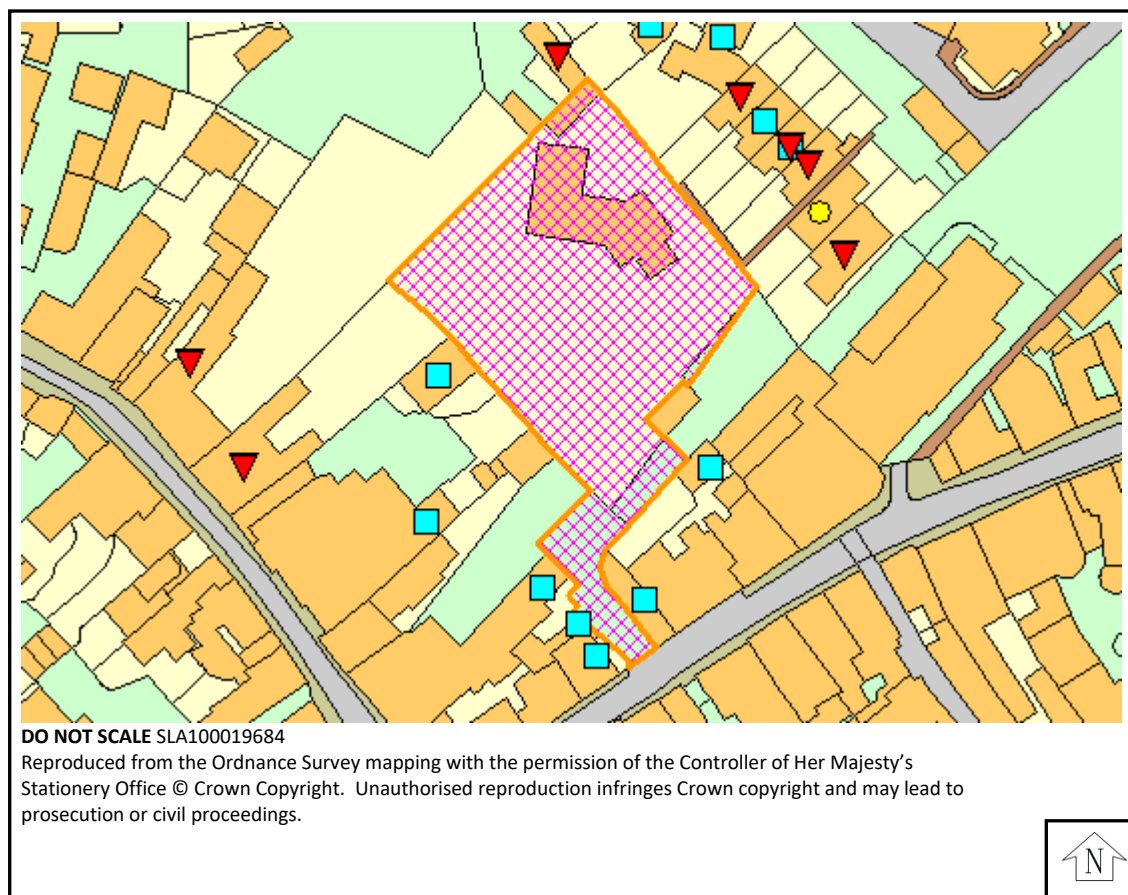 DO NOT SCALE SLA100019684
Reproduced from the Ordnance Survey mapping with the permission of the Controller of Her Majesty’s
Stationery Office © Crown Copyright.  Unauthorised reproduction infringes Crown copyright and may lead to
prosecution or civil proceedings.
N